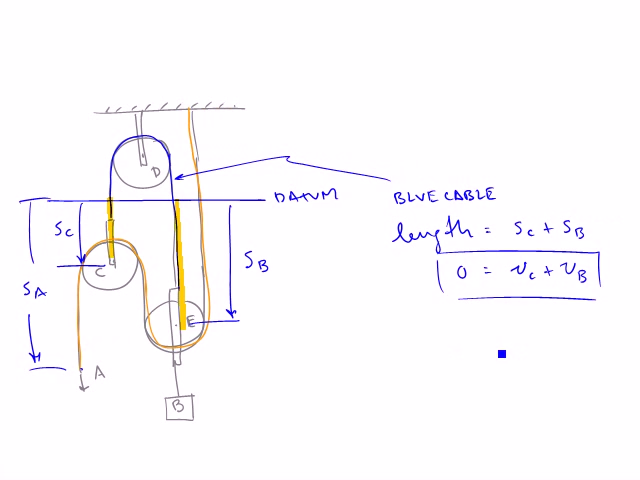 D
DATUM
BLUE CABLE
length = Sc + SB
0 = vc + vB
Sc
C
SA
SB
E
A
B